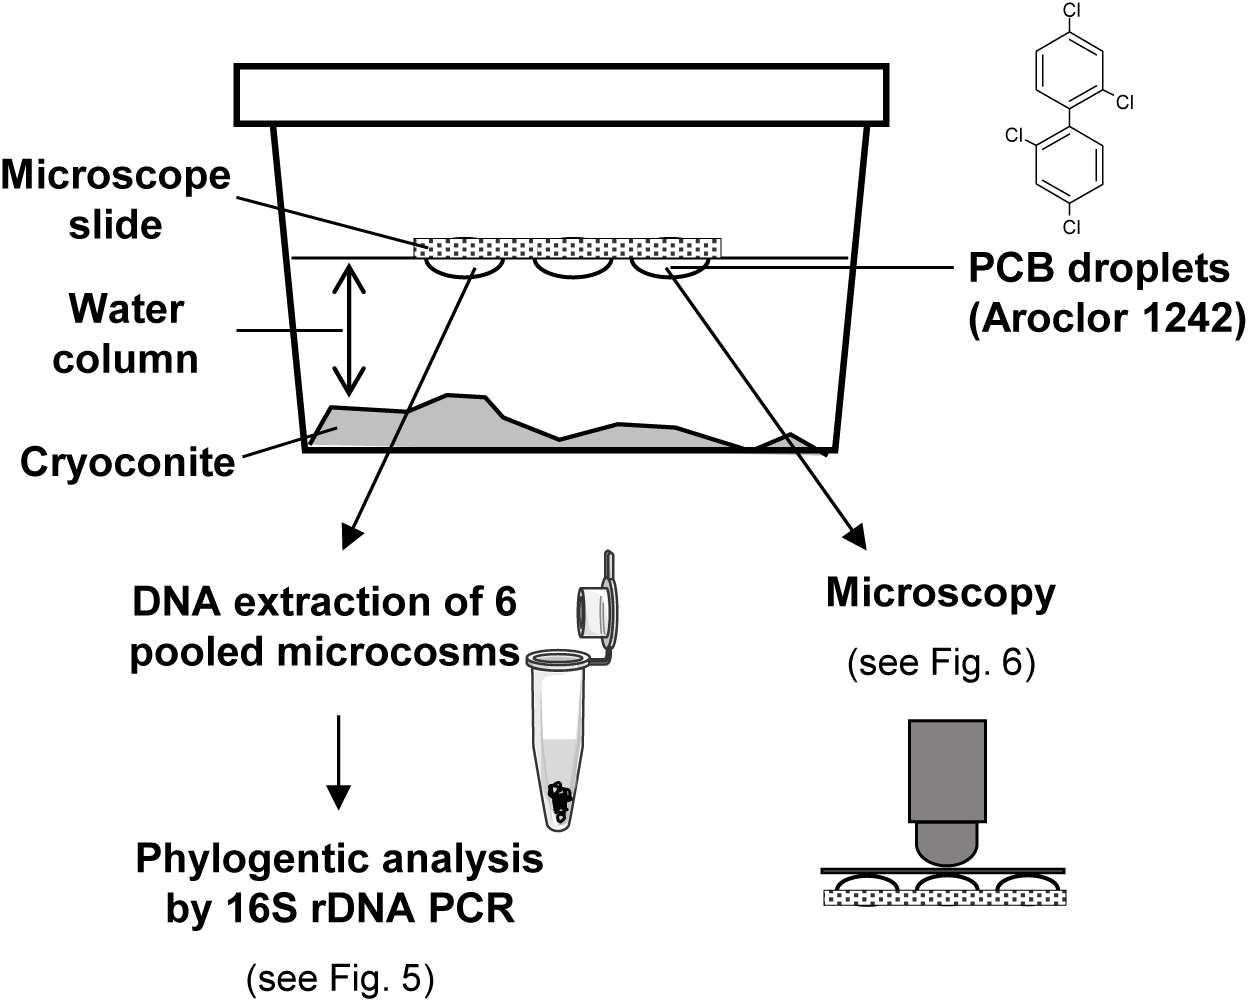 Cl
Cl
Cl
Cl
Microscope
slide
PCB droplets
(Aroclor 1242)
Water
column
Cryoconite
DNA extraction of 6
pooled microcosms
Microscopy
(see Fig. 6)
Phylogentic analysis
by 16S rDNA PCR
(see Fig. 5)